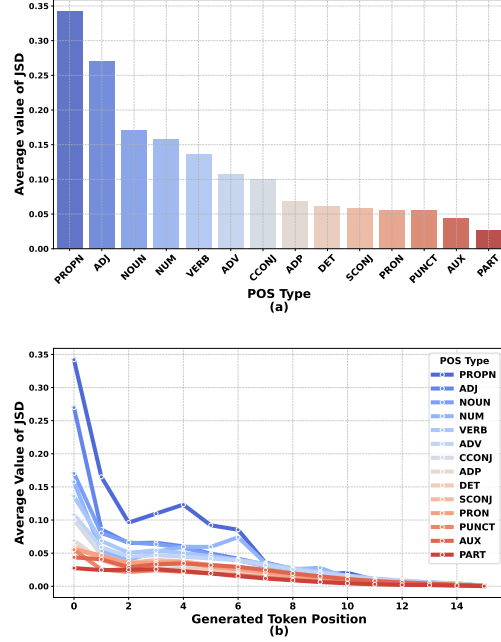 0.35
0.30
0.25
0.20
0.15
0.10
0.05
0.00
Average value of JSD
PROPN ADJ NOUN NUM VERB ADV CCONJ ADP DET SCONJ PRON PUNCT AUX PART
POS Type
(a)
0.35
0.30
0.25
0.20
0.15
0.10
0.05
0.00
Average Value of JSD
POS Type
PROPN
ADJ
NOUN
NUM
VERB
ADV
CCONJ
ADP
DET
SCONJ
PRON
PUNCT
AUX
PART
0 2 4 6 8 10 12 14
Generated Token Position
(b)